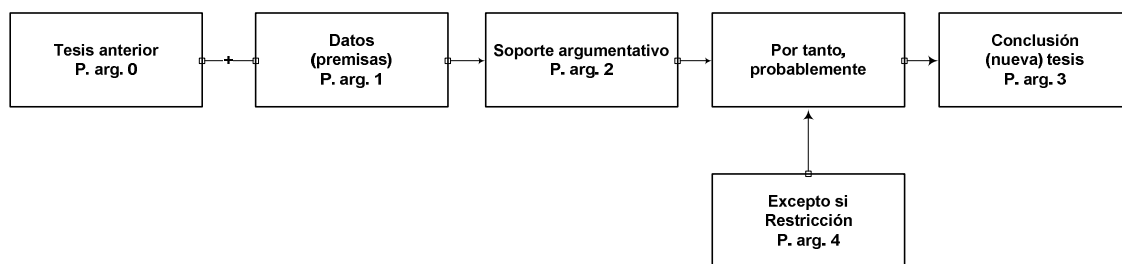 Tesis anterior
P. arg. 0
+
Datos
(premisas)
P. arg. 1
Soporte argumentativo
P. arg. 2
Por tanto,
probablemente
Conclusión
(nueva) tesis
P. arg. 3
Excepto si
Restricción
P. arg. 4